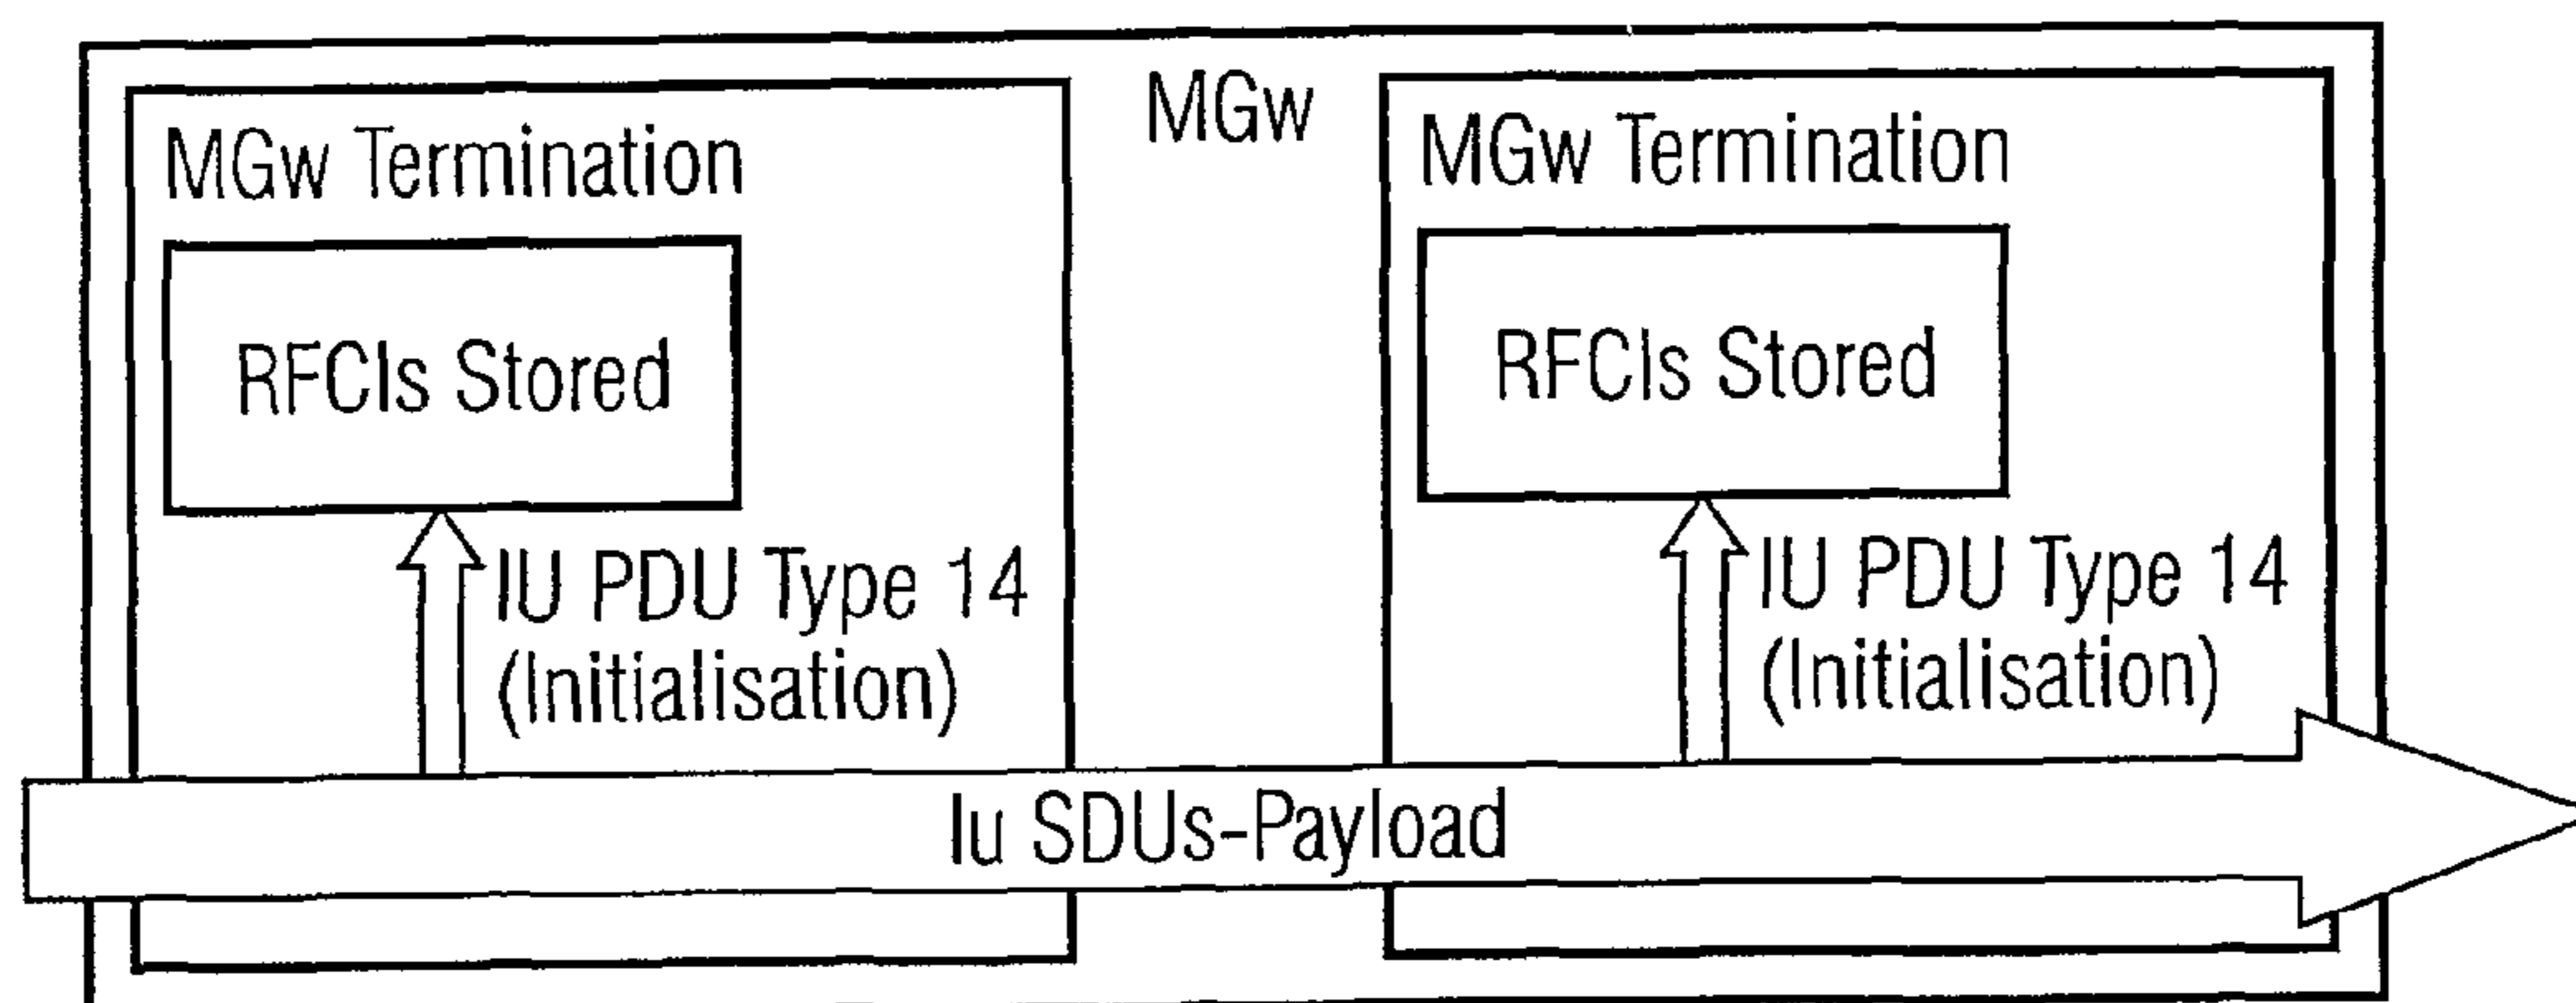 MGw
MGw Termination
RFCIs Stored
IU PDU Type 14
(Initialisation)
MGw Termination
RFCIs Stored
IU PDU Type 14
(Initialisation)
Iu SDUs-Payload